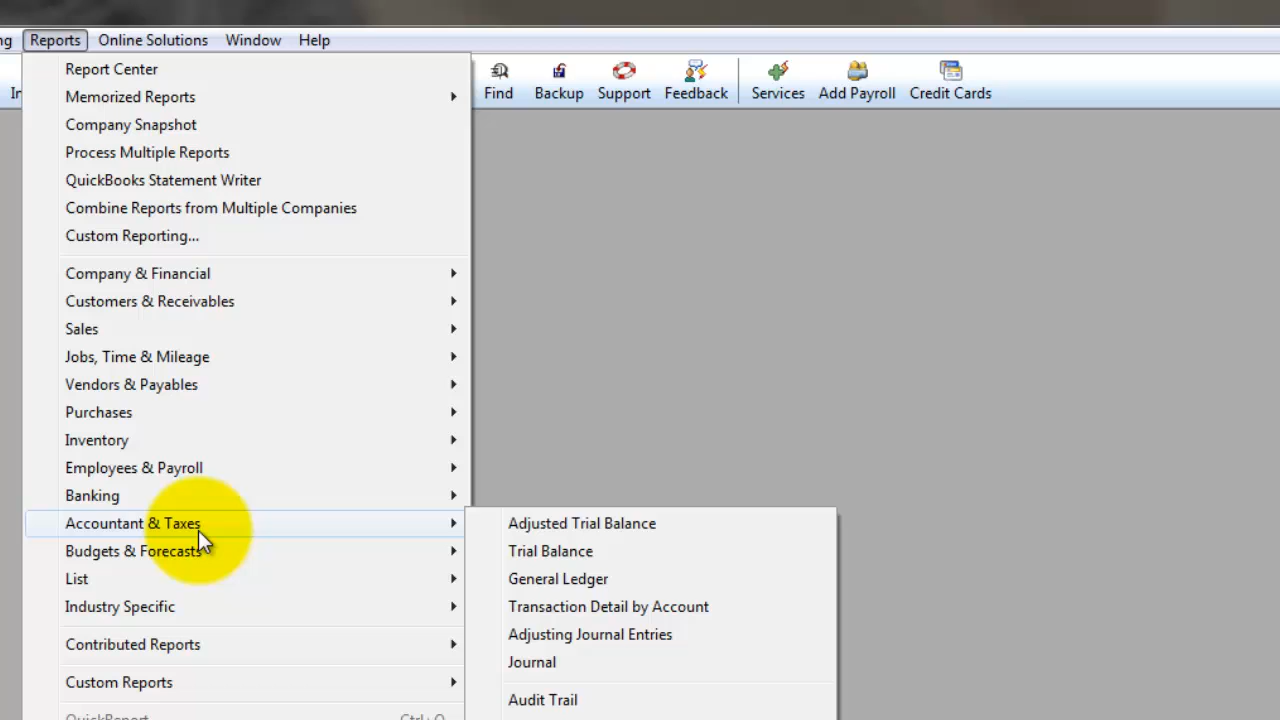 ng Reports Online Solutions Window Help
In Find Backup Support Feedback Services Add Payroll Credit Cards
Report Center
Memorized Reports
Company Snapshot
Process Multiple Reports
QuickBooks Statement Writer
Combine Reports from Multiple Companies
Custom Reporting...
Company & Financial
Customers & Receivables
Sales
Jobs, Time & Mileage
Vendors & Payables
Purchases
Inventory
Employees & Payroll
Banking
Accountant & Taxes
Budgets & Forecasts
List
Industry Specific
Contributed Reports
Custom Reports
QuickReport Ctrl+Q
Adjusted Trial Balance
Trial Balance
General Ledger
Transaction Detail by Account
Adjusting Journal Entries
Journal
Audit Trail